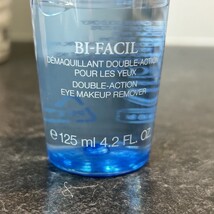 BI-FACIL
DÉMAQUILLANT DOUBLE-ACTION
POUR LES YEUX
DOUBLE-ACTION
EYE MAKEUP REMOVER
e 125 ml 4.2 FL. OZ.